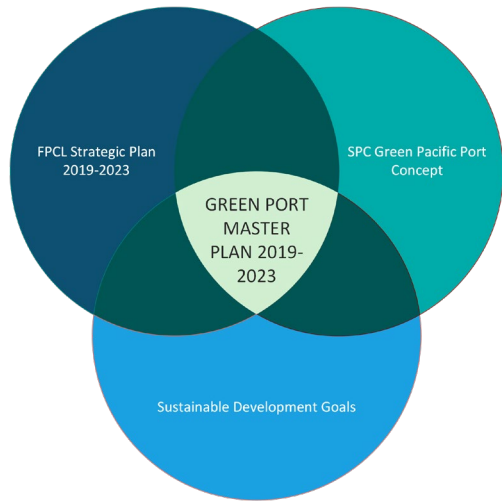 FPCL Strategic Plan
2019-2023
SPC Green Pacific Port
Concept
GREEN PORT
MASTER
PLAN 2019-
2023
Sustainable Development Goals